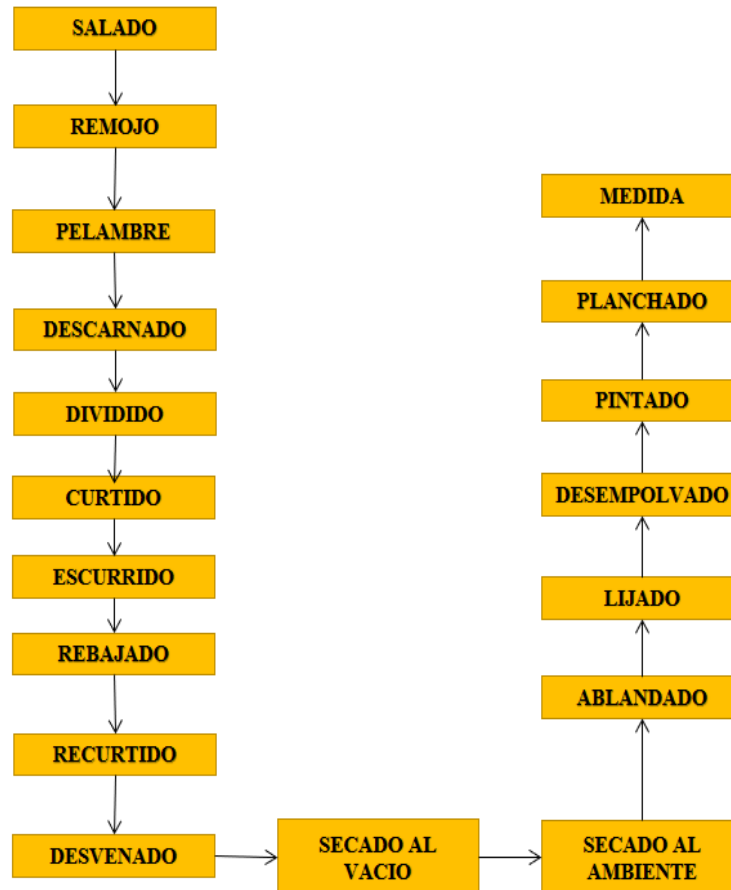 SALADO
REMOJO
PELAMBRE
DESCARNADO
DIVIDIDO
CURTIDO
ESCURRIDO
REBAJADO
RECURTIDO
DESVENADO
SECADO AL
VACIO
SECADO AL
AMBIENTE
ABLANDADO
LIJADO
DESEMPOLVADO
PINTADO
PLANCHADO
MEDIDA